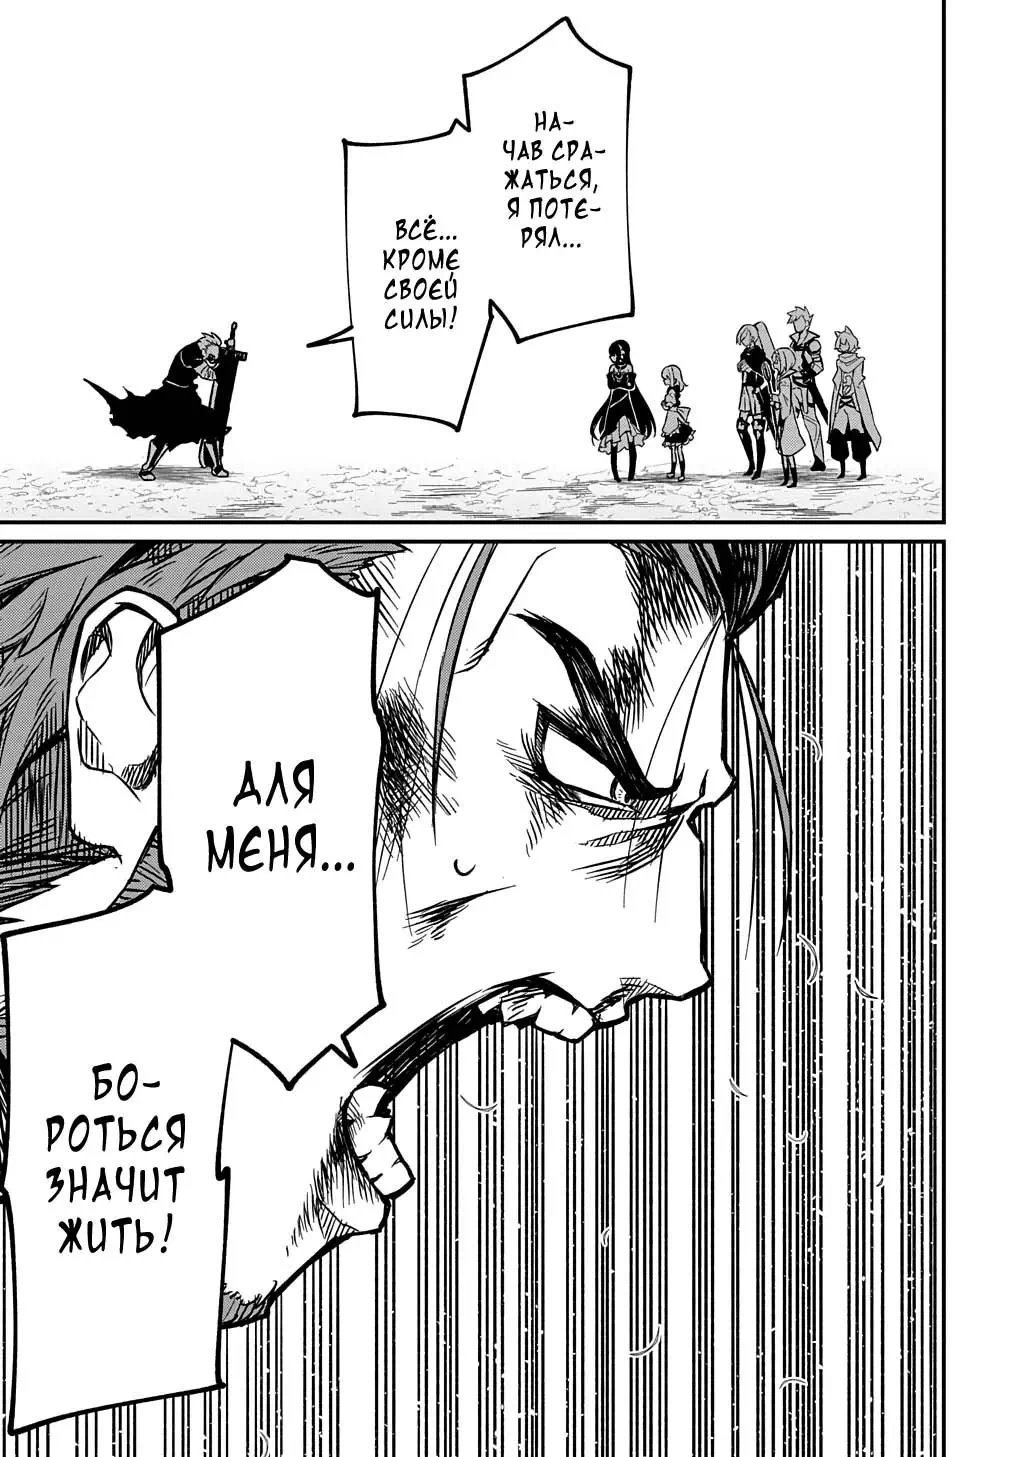 НА-
ЧАВ СРА-
ЖАТЬСЯ,
Я ПОТЕ-
РЯЛ...
ВСЁ...
КРОМЕ
СВОЕЙ
СИЛЫ!
ДЛЯ
МЕНЯ...
БО-
РОТЬСЯ
ЗНАЧИТ
ЖИТЬ!